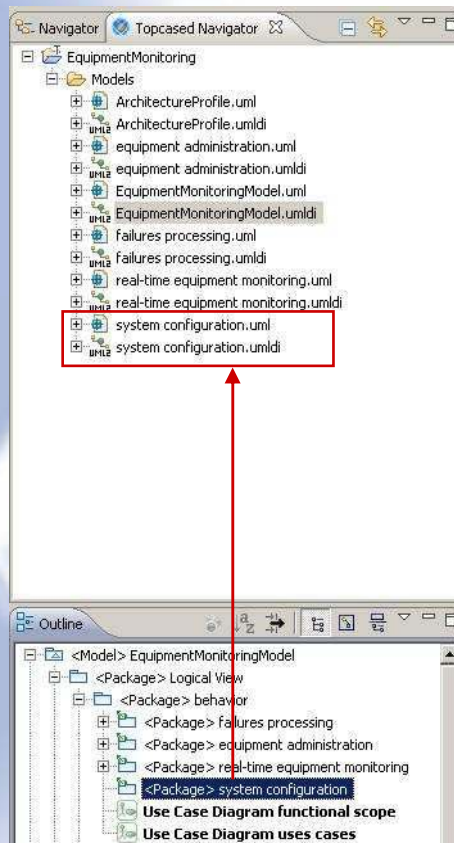 Navigator Topcased Navigator
EquipmentMonitoring
Models
ArchitectureProfile.uml
ArchitectureProfile.umldi
equipment administration.uml
equipment administration.umldi
EquipmentMonitoringModel.uml
EquipmentMonitoringModel.umldi
failures processing.uml
failures processing.umldi
real-time equipment monitoring.uml
real-time equipment monitoring.umldi
system configuration.uml
system configuration.umldi
Outline
<Model> EquipmentMonitoringModel
<Package> Logical View
<Package> behavior
<Package> failures processing
<Package> equipment administration
<Package> real-time equipment monitoring
<Package> system configuration
Use Case Diagram functional scope
Use Case Diagram uses cases